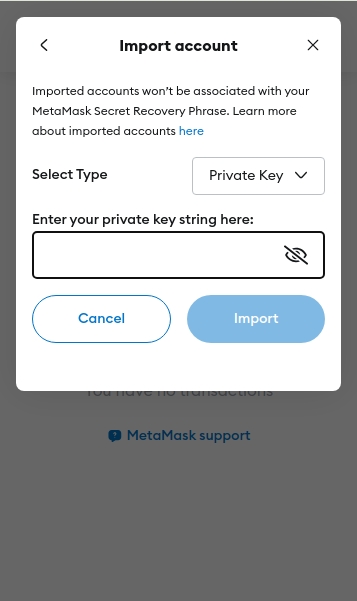 Import account
Imported accounts won't be associated with your
MetaMask Secret Recovery Phrase. Learn more
about imported accounts here
Select Type
Private Key
Enter your private key string here:
Cancel
Import
You have no transactions
MetaMask support